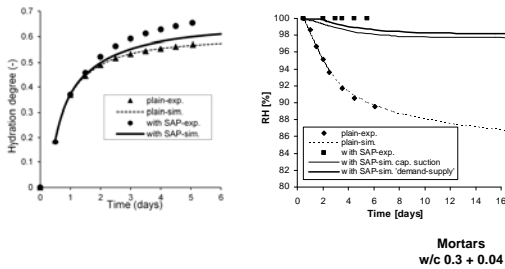 0.7
0.6
0.5
0.4
0.3
0.2
0.1
0
Hydration degree (-)
plain-exp.
plain-sim.
with SAP-exp.
with SAP-sim.
0 1 2 3 4 5 6
Time (days)
100
98
96
94
92
90
88
86
84
82
80
RH [%]
plain-exp.
plain-sim.
with SAP-exp.
with SAP-sim. cap. suction
with SAP-sim. 'demand-supply'
0 2 4 6 8 10 12 14 16
Time [days]
Mortars
w/c 0.3 + 0.04